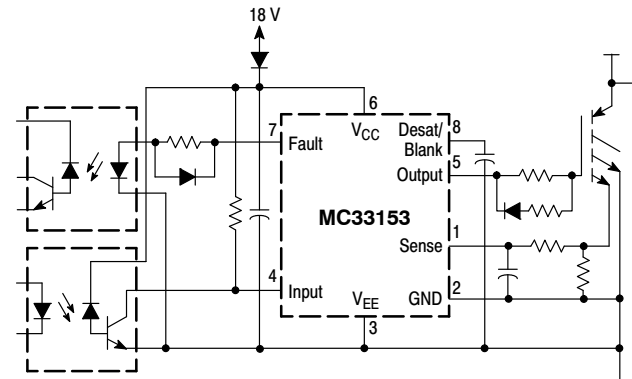 18 V
6
7
Fault
VCC
Desat/
Blank
8
5
Output
MC33153
1
Sense
4
Input
VEE
GND
2
3